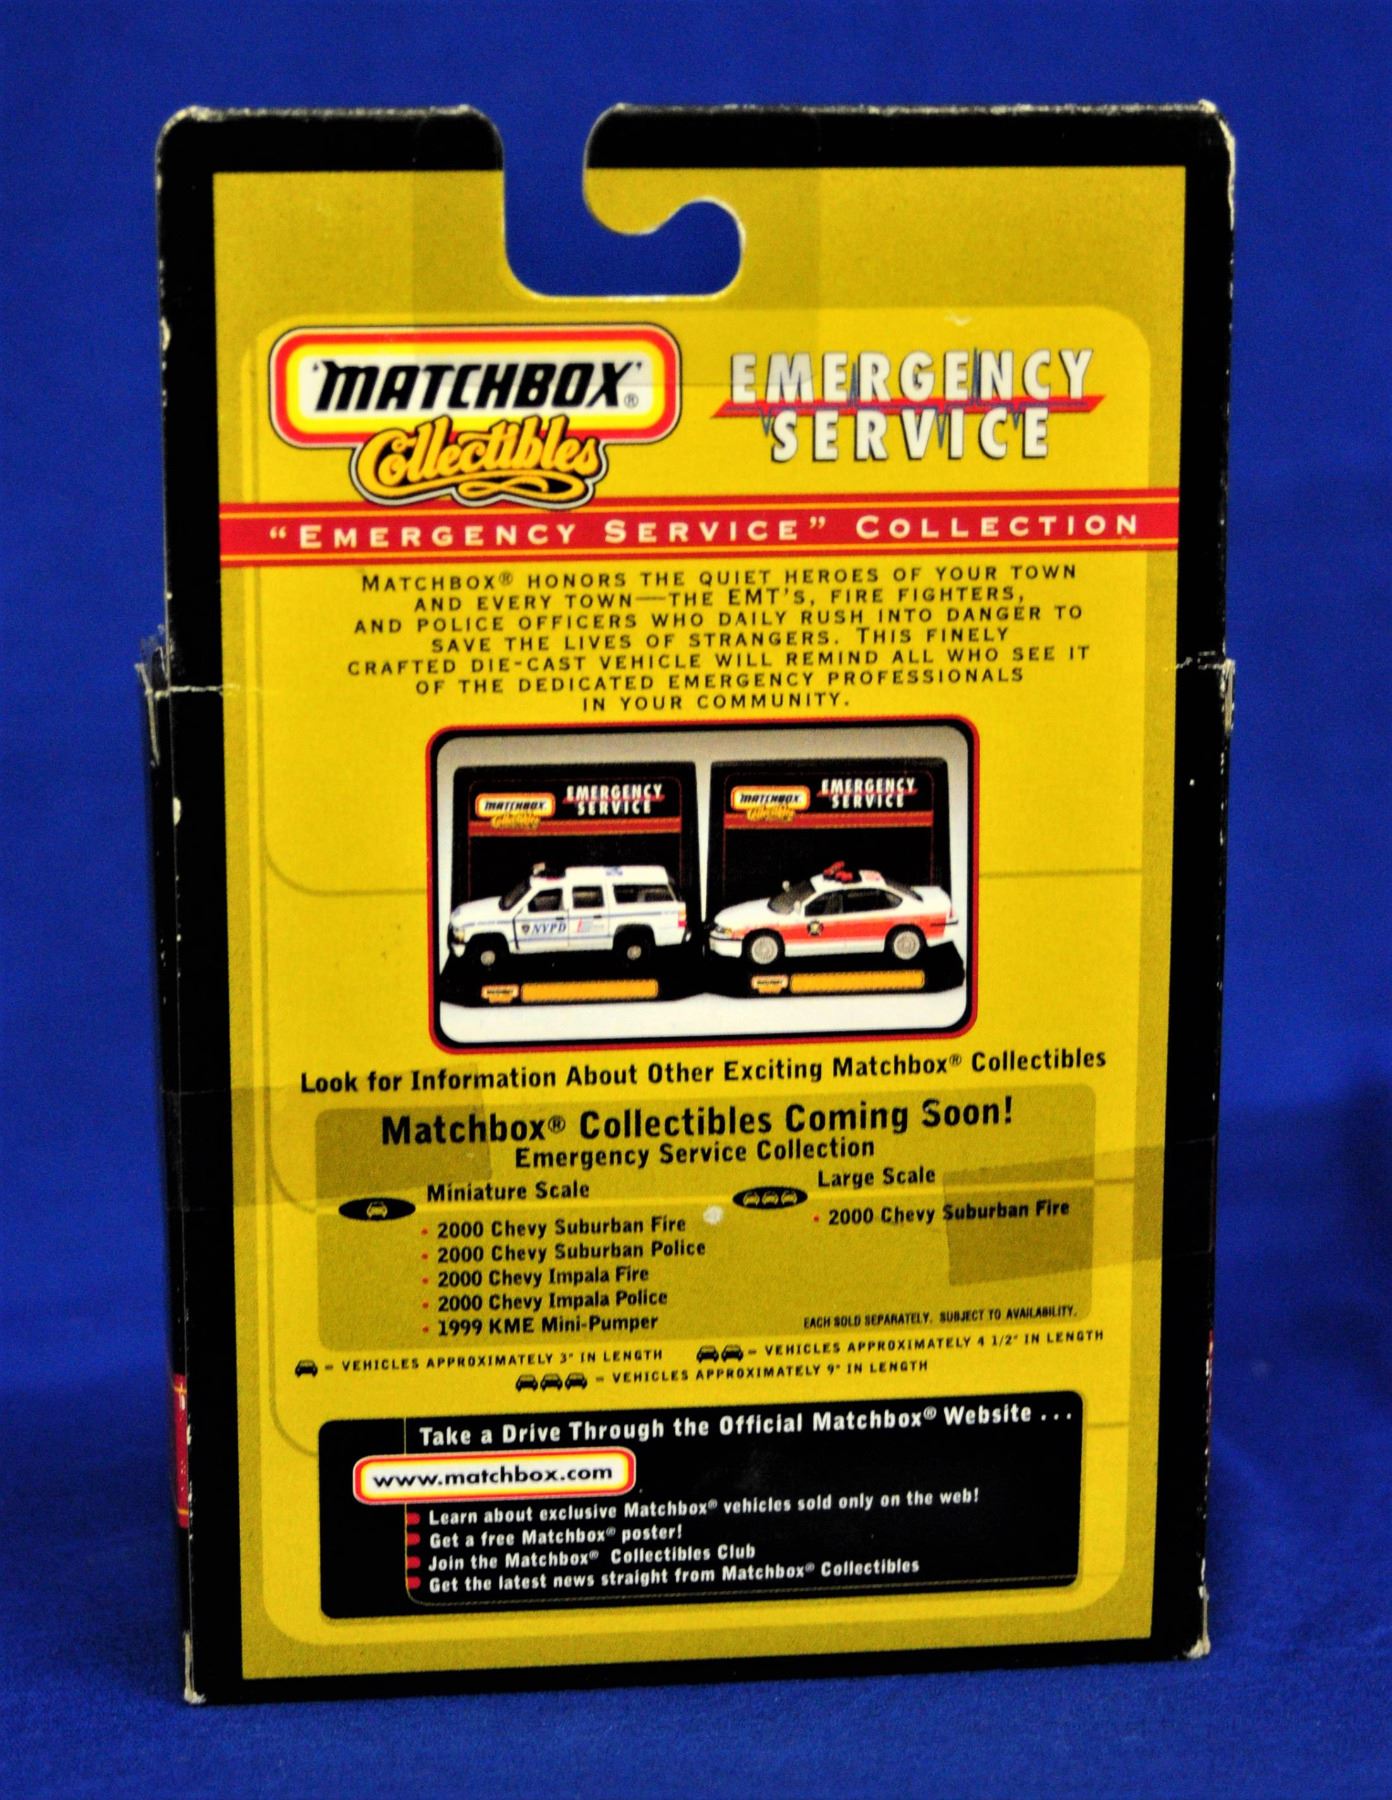 'MATCHBOX'®
Collectibles
EMERGENCY
SERVICE
"EMERGENCY SERVICE" COLLECTION
MATCHBOX® HONORS THE QUIET HEROES OF YOUR TOWN
AND EVERY TOWN—THE EMT'S, FIRE FIGHTERS,
AND POLICE OFFICERS WHO DAILY RUSH INTO DANGER TO
SAVE THE LIVES OF STRANGERS. THIS FINELY
CRAFTED DIE-CAST VEHICLE WILL REMIND ALL WHO SEE IT
OF THE DEDICATED EMERGENCY PROFESSIONALS
IN YOUR COMMUNITY.
MATCHBOX
Collectibles
EMERGENCY
SERVICE
NYPD
MATCHBOX
MATCHBOX
Collectibles
EMERGENCY
SERVICE
MATCHBOX
Look for Information About Other Exciting Matchbox® Collectibles
Matchbox® Collectibles Coming Soon!
Emergency Service Collection
Miniature Scale
• 2000 Chevy Suburban Fire
• 2000 Chevy Suburban Police
• 2000 Chevy Impala Fire
• 2000 Chevy Impala Police
• 1999 KME Mini-Pumper
Large Scale
• 2000 Chevy Suburban Fire
EACH SOLD SEPARATELY. SUBJECT TO AVAILABILITY.
= VEHICLES APPROXIMATELY 3" IN LENGTH
= VEHICLES APPROXIMATELY 4 1/2" IN LENGTH
= VEHICLES APPROXIMATELY 9" IN LENGTH
Take a Drive Through the Official Matchbox® Website . . .
www.matchbox.com
Learn about exclusive Matchbox® vehicles sold only on the web!
Get a free Matchbox® poster!
Join the Matchbox® Collectibles Club
Get the latest news straight from Matchbox® Collectibles